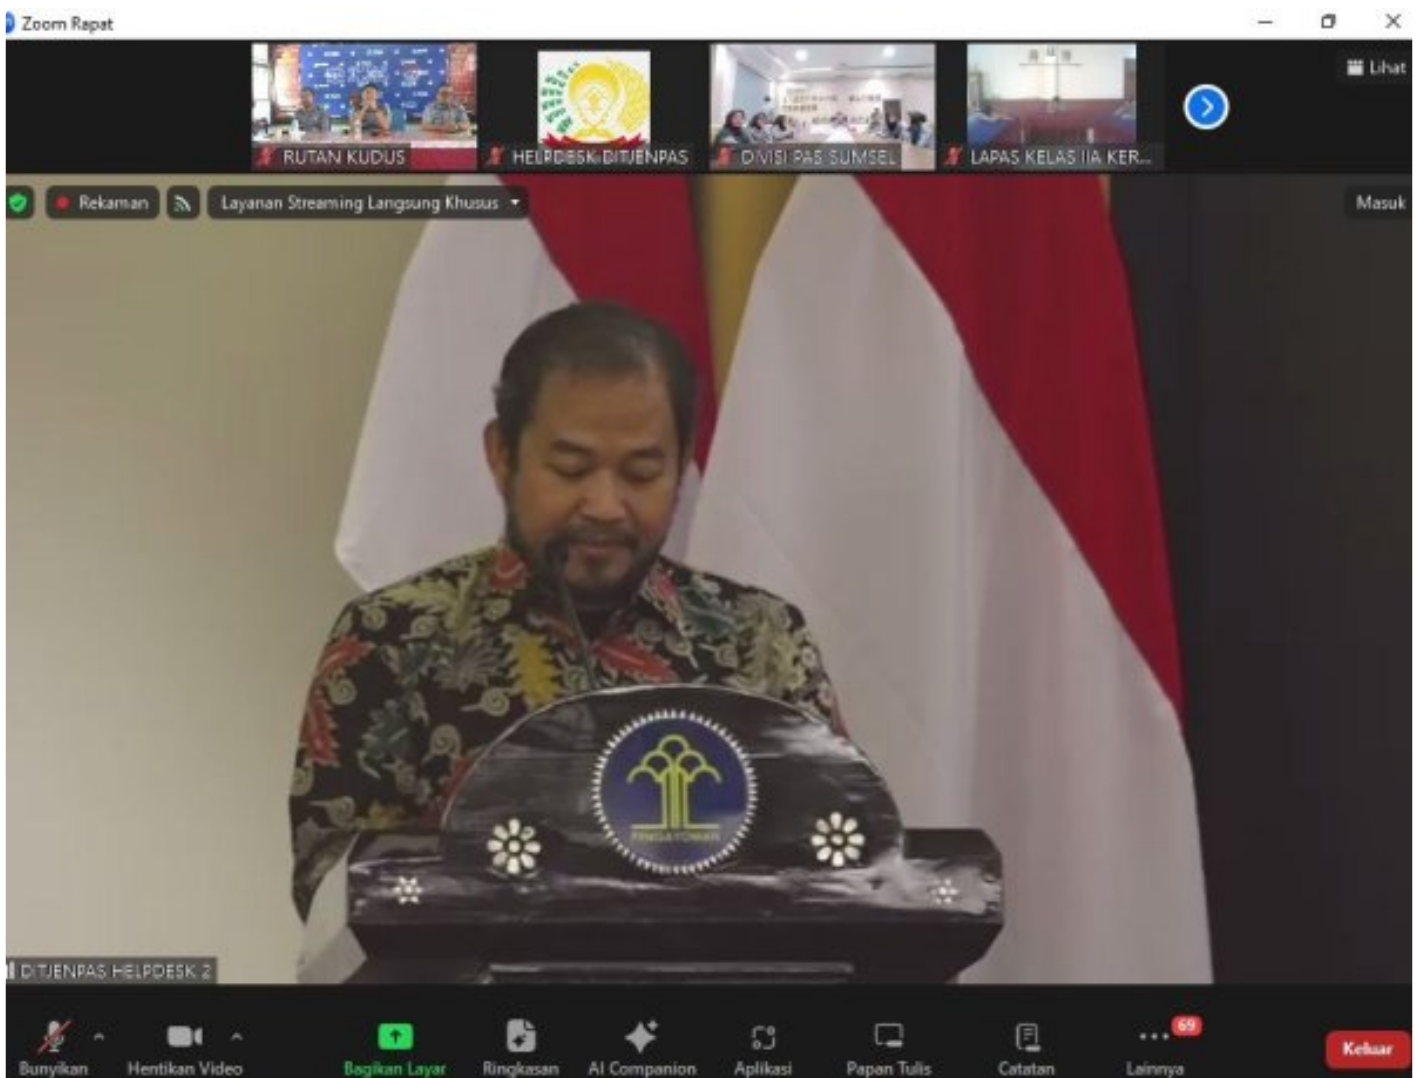 Zoom Rapat
Lihat
RUTAN KUDUS
HELPDESK DITJENPAS
DIVISI PAS SUMSEL
LAPAS KELAS IIA KER...
Rekaman
Layanan Streaming Langsung Khusus
Masuk
PENGAYOMAN
DITJENPAS HELPDESK 2
Bunyikan
Hentikan Video
Bagikan Layar
Ringkasan
AI Companion
Aplikasi
Papan Tulis
Catatan
69
Lainnya
Keluar